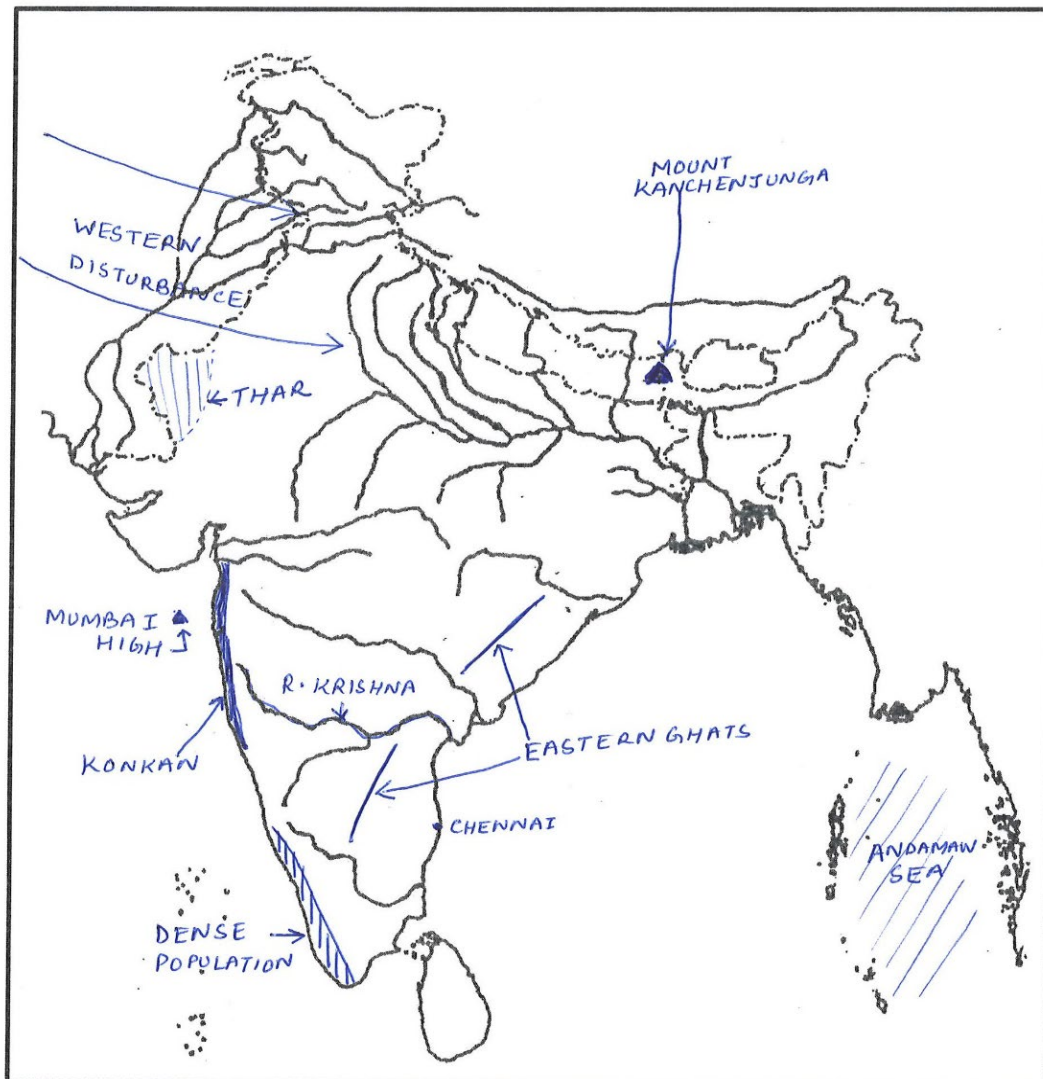 MOUNT
KANCHENJUNGA
WESTERN
DISTURBANCE
THAR
MUMBAI
HIGH
R. KRISHNA
KONKAN
EASTERN GHATS
CHENNAI
ANDAMAN
SEA
DENSE
POPULATION